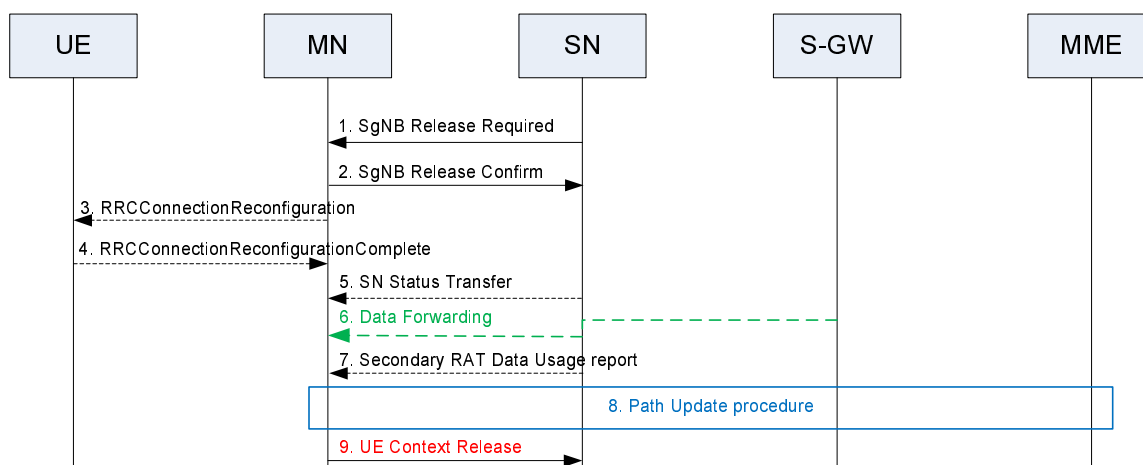 UE
MN
SN
S-GW
MME
1. SgNB Release Required
2. SgNB Release Confirm
3. RRCConnectionReconfiguration
4. RRCConnectionReconfigurationComplete
5. SN Status Transfer
6. Data Forwarding
7. Secondary RAT Data Usage report
8. Path Update procedure
9. UE Context Release